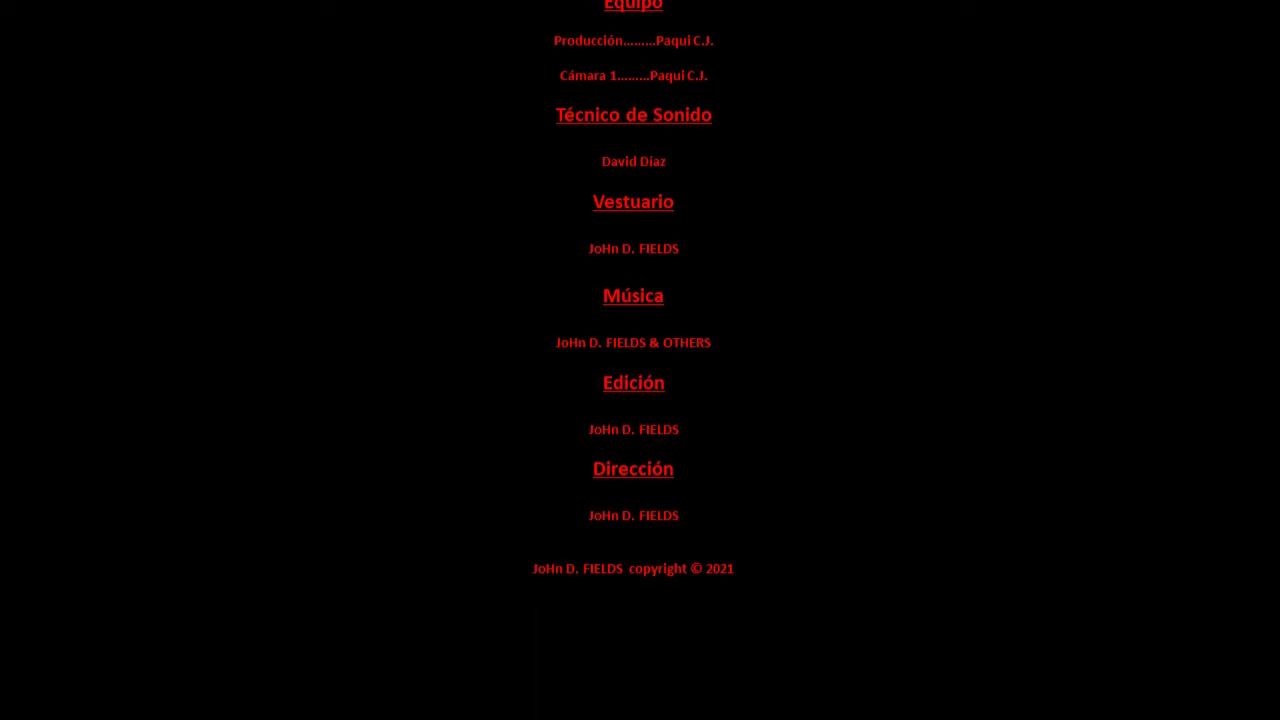 Equipo
Producción.........Paqui C.J.
Cámara 1.........Paqui C.J.
Técnico de Sonido
David Díaz
Vestuario
JoHn D. FIELDS
Música
JoHn D. FIELDS & OTHERS
Edición
JoHn D. FIELDS
Dirección
JoHn D. FIELDS
JoHn D. FIELDS copyright © 2021